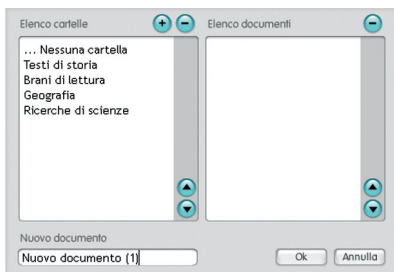 Elenco cartelle
Elenco documenti
... Nessuna cartella
Testi di storia
Brani di lettura
Geografia
Ricerche di scienze
Nuovo documento
Nuovo documento (1)
Ok
Annulla